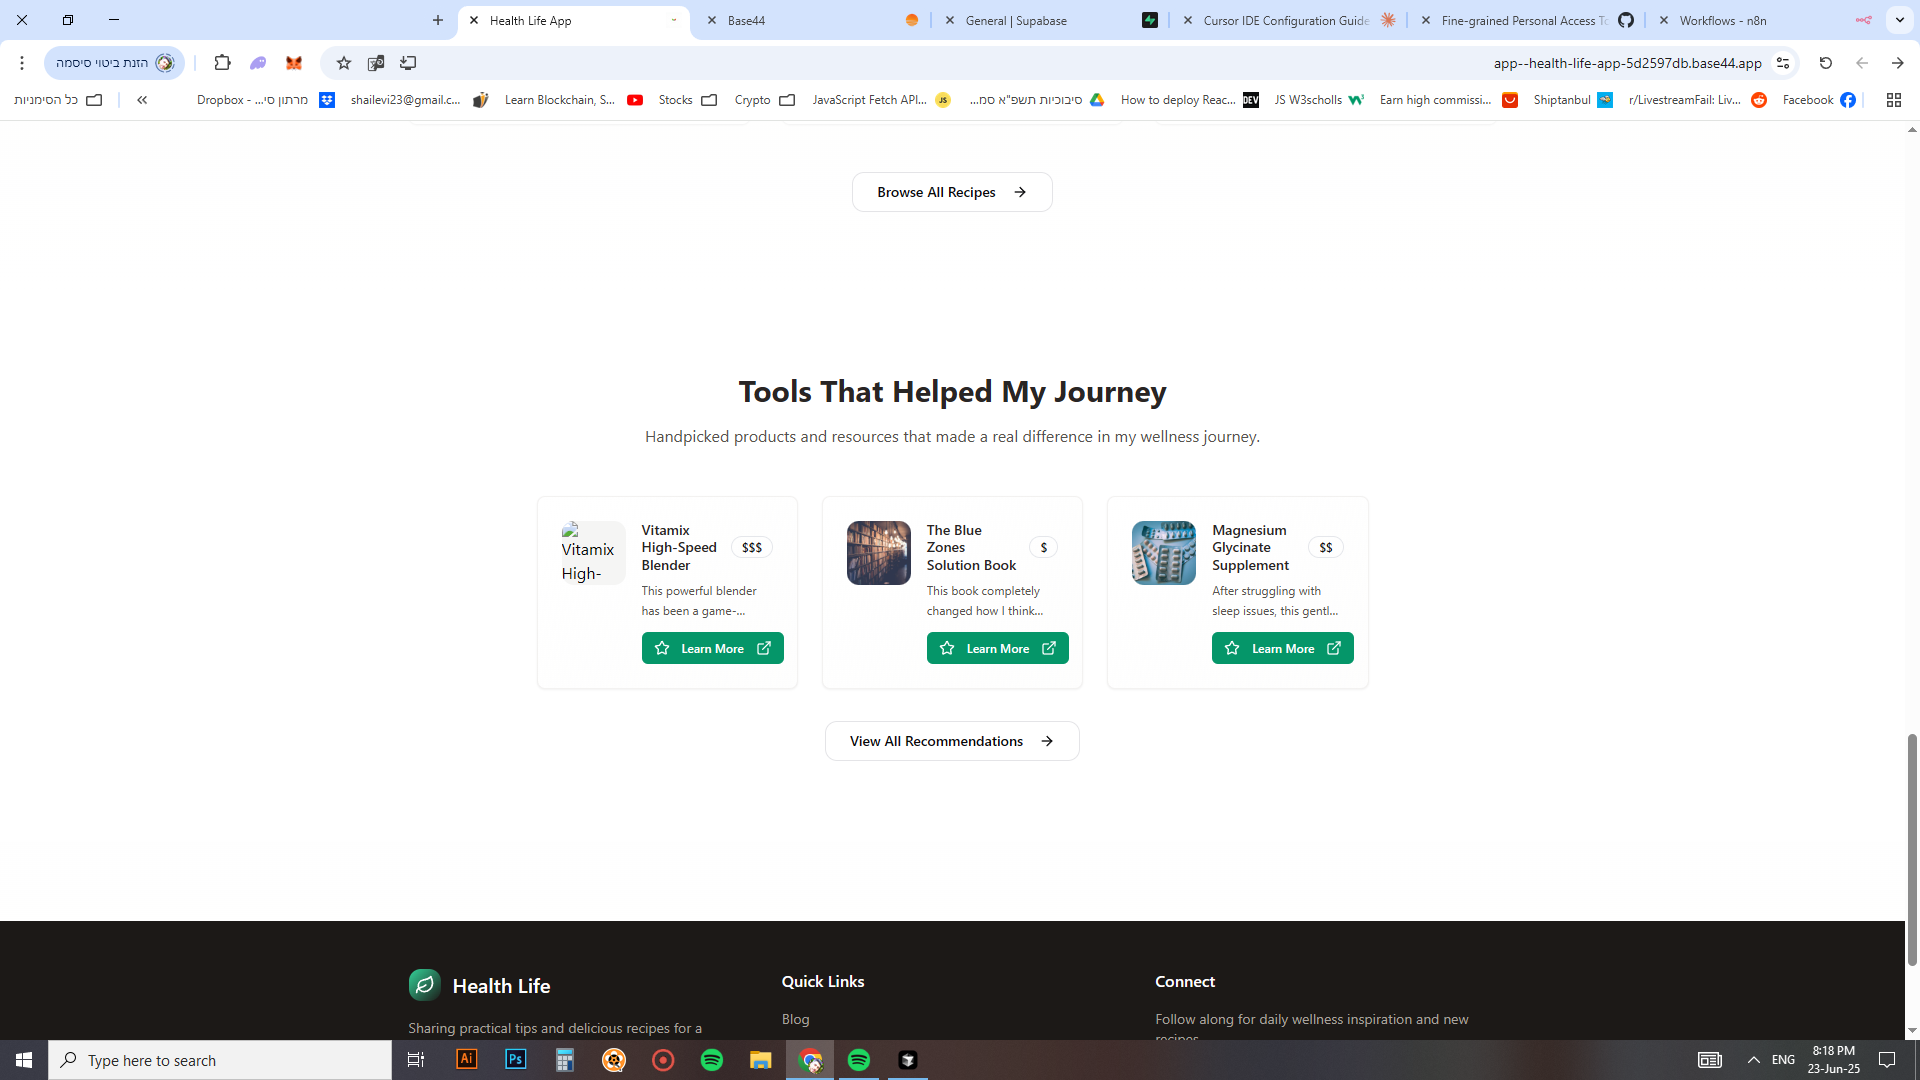 Health Life App
Base44
General | Supabase
Cursor IDE Configuration Guide
Fine-grained Personal Access To
Workflows - n8n
הזנת ביטוי סיסמה
app--health-life-app-5d2597db.base44.app
כל הסימניות
Dropbox - מרתון סי...
shailevi23@gmail.c...
Learn Blockchain, S...
Stocks
Crypto
JavaScript Fetch API...
JS
סיבוכיות תשפ"א סמ...
How to deploy Reac...
DEV
JS W3scholls
Earn high commissi...
Shiptanbul
r/LivestreamFail: Liv...
Facebook
Browse All Recipes
Tools That Helped My Journey
Handpicked products and resources that made a real difference in my wellness journey.
Vitamix
High-
Vitamix
High-Speed
Blender
$$$
This powerful blender
has been a game-...
Learn More
The Blue
Zones
Solution Book
$
This book completely
changed how I think...
Learn More
Magnesium
Glycinate
Supplement
$$
After struggling with
sleep issues, this gentl...
Learn More
View All Recommendations
Health Life
Sharing practical tips and delicious recipes for a
Quick Links
Blog
Connect
Follow along for daily wellness inspiration and new
recipes
Type here to search
Ai
Ps
ENG
8:18 PM
23-Jun-25